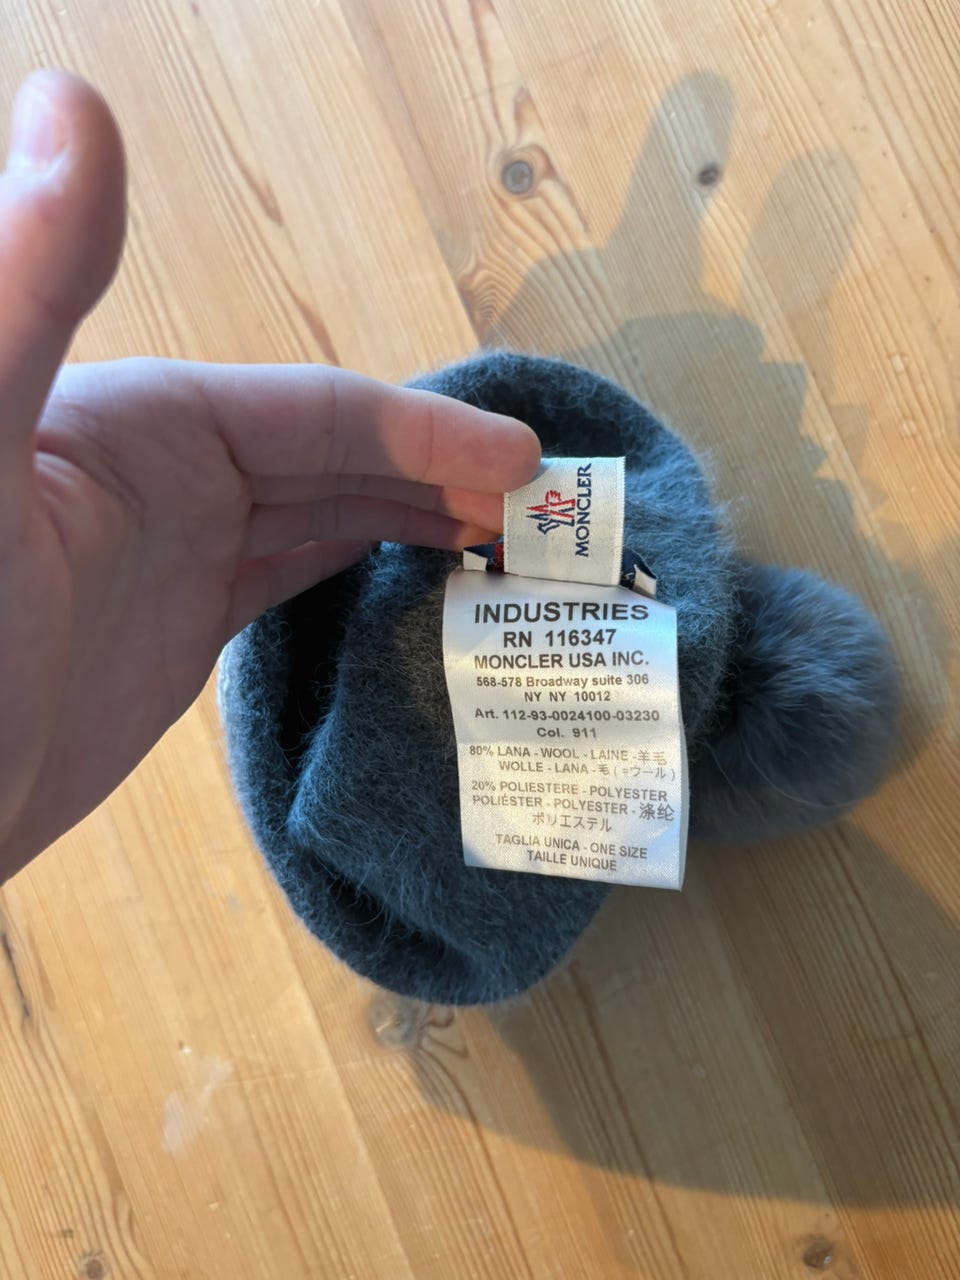 MONCLER
INDUSTRIES
RN 116347
MONCLER USA INC.
568-578 Broadway suite 306
NY NY 10012
Art. 112-93-0024100-03230
Col. 911
80% LANA - WOOL - LAINE - 羊毛
WOLLE - LANA - 毛 ( =ウール )
20% POLIESTERE - POLYESTER
POLIÉSTER - POLYESTER - 涤纶
ポリエステル
TAGLIA UNICA - ONE SIZE
TAILLE UNIQUE